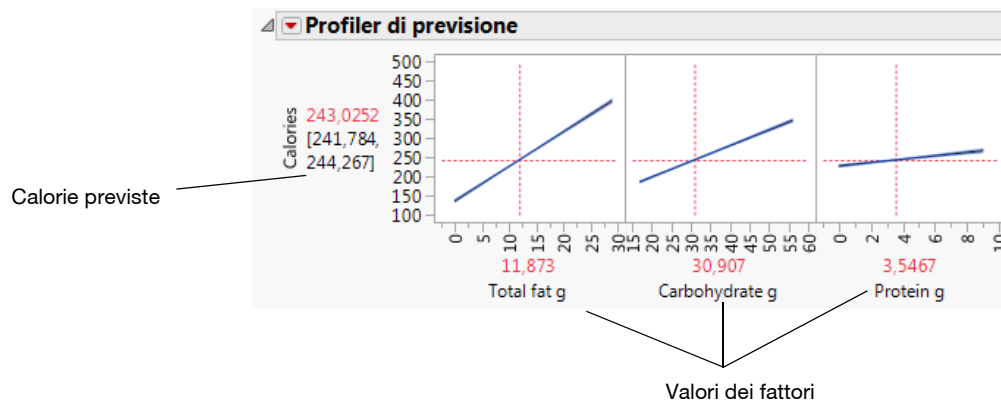 Profiler di previsione
500
450
400
350
300
250
200
150
100
Calories
243,0252
[241,784,
244,267]
Calorie previste
0 5 10 15 20 25 30
15 20 25 30 35 40 45 50 55 60
0 2 4 6 8 10
11,873 30,907 3,5467
Total fat g Carbohydrate g Protein g
Valori dei fattori